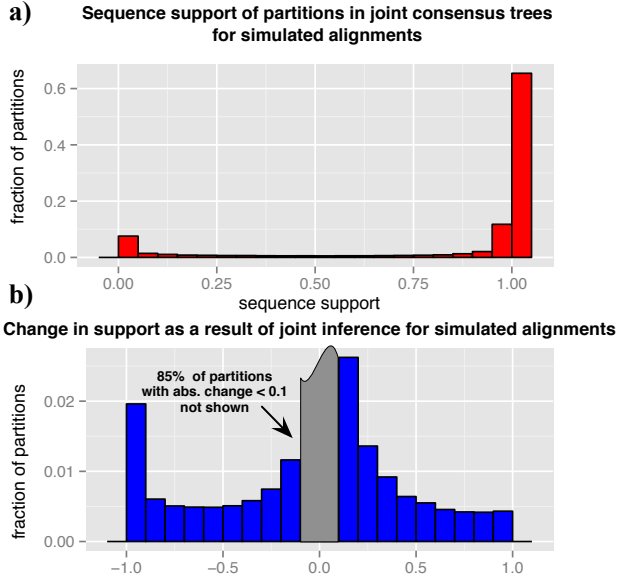 a)
Sequence support of partitions in joint consensus trees
for simulated alignments
fraction of partitions
0.6
0.4
0.2
0.0
0.00 0.25 0.50 0.75 1.00
sequence support
b)
Change in support as a result of joint inference for simulated alignments
fraction of partitions
85% of partitions
with abs. change < 0.1
not shown
0.02
0.01
0.00
−1.0 −0.5 0.0 0.5 1.0